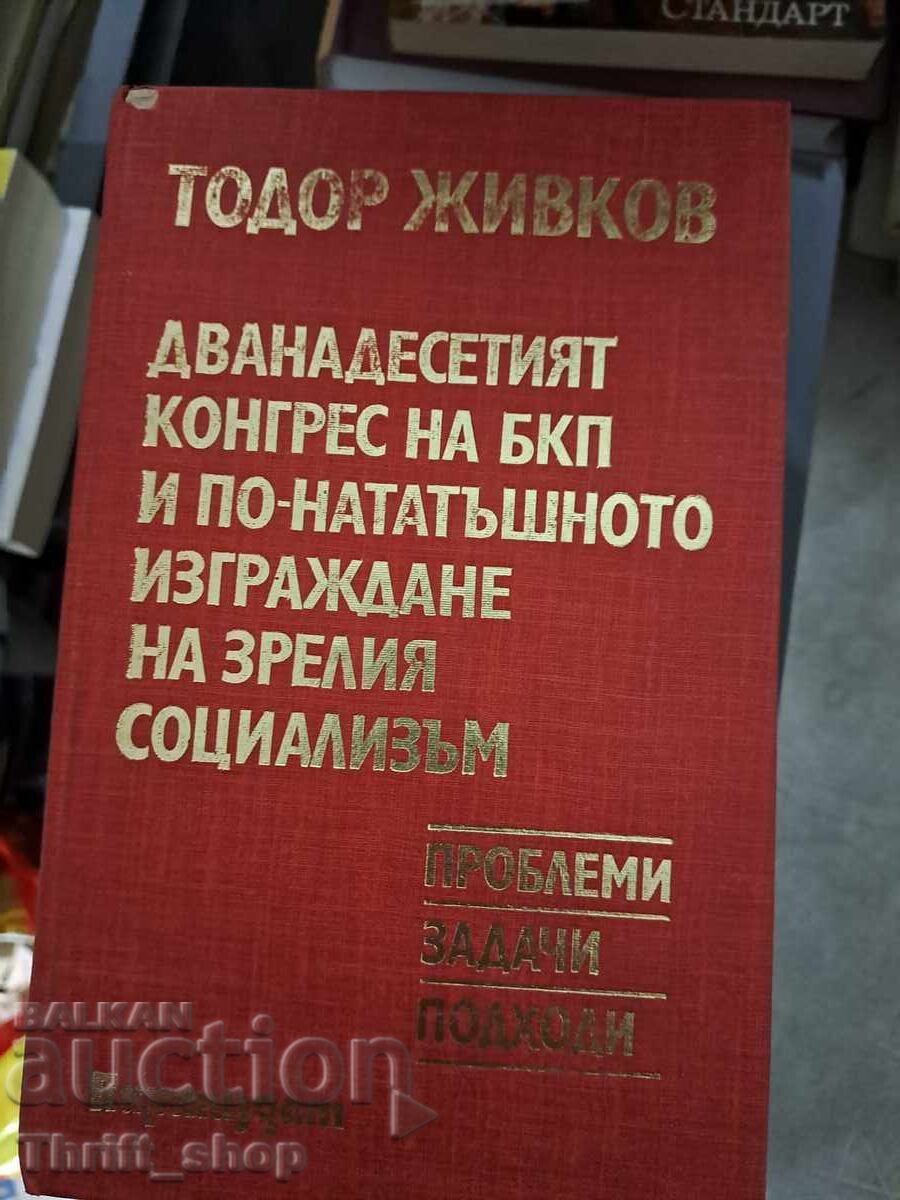 СТАНДАРТ
ТОДОР ЖИВКОВ
ДВАНАДЕСЕТИЯТ
КОНГРЕС НА БКП
И ПО-НАТАТЪШНОТО
ИЗГРАЖДАНЕ
НА ЗРЕЛИЯ
СОЦИАЛИЗЪМ
ПРОБЛЕМИ
ЗАДАЧИ
ПОДХОДИ
Партиздат
BALKAN
auction
Thrift_shop